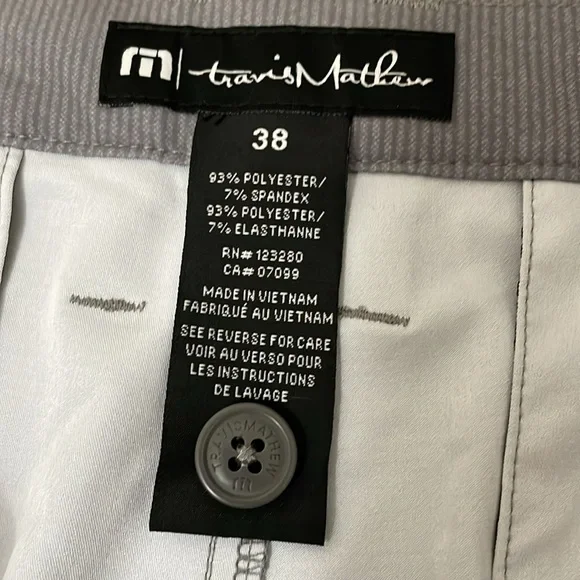 m travisMathew
38
93% POLYESTER/
7% SPANDEX
93% POLYESTER/
7% ELASTHANNE
RN# 123280
CA# 07099
MADE IN VIETNAM
FABRIQUÉ AU VIETNAM
SEE REVERSE FOR CARE
VOIR AU VERSO POUR
LES INSTRUCTIONS
DE LAVAGE
TRAVISMATHEW
m